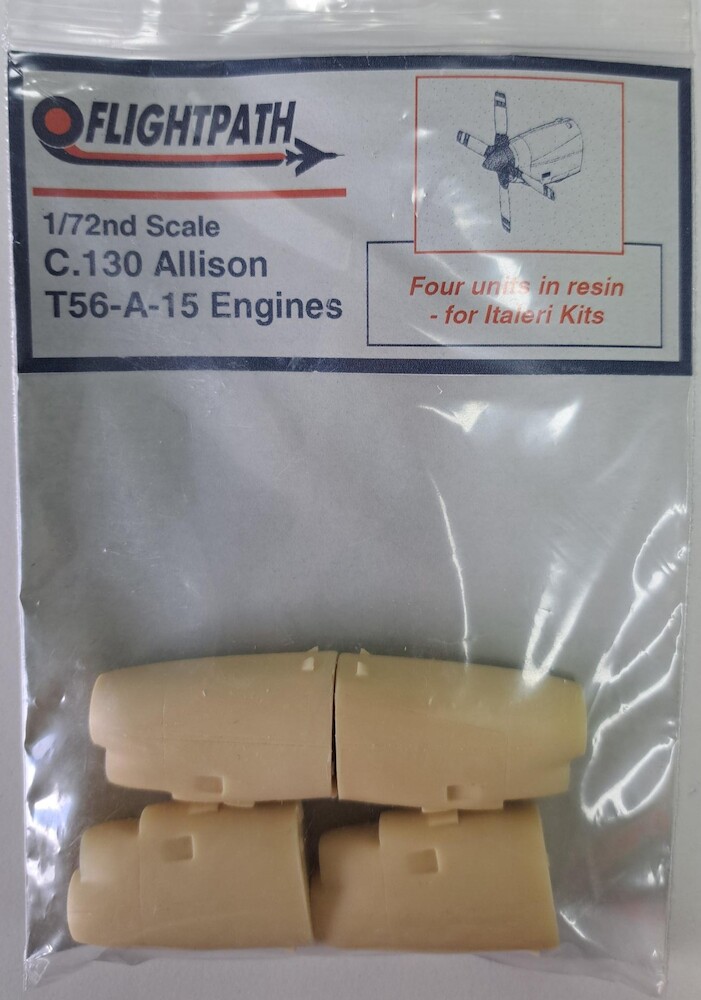 FLIGHTPATH
1/72nd Scale
C.130 Allison
T56-A-15 Engines
Four units in resin
- for Italeri Kits